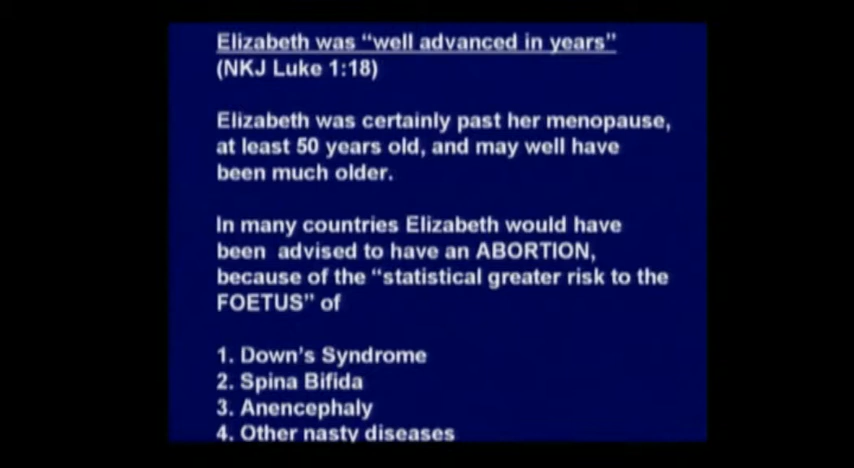 Elizabeth was “well advanced in years”
(NKJ Luke 1:18)
Elizabeth was certainly past her menopause,
at least 50 years old, and may well have
been much older.
In many countries Elizabeth would have
been advised to have an ABORTION,
because of the “statistical greater risk to the
FOETUS” of
1. Down's Syndrome
2. Spina Bifida
3. Anencephaly
4. Other nasty diseases